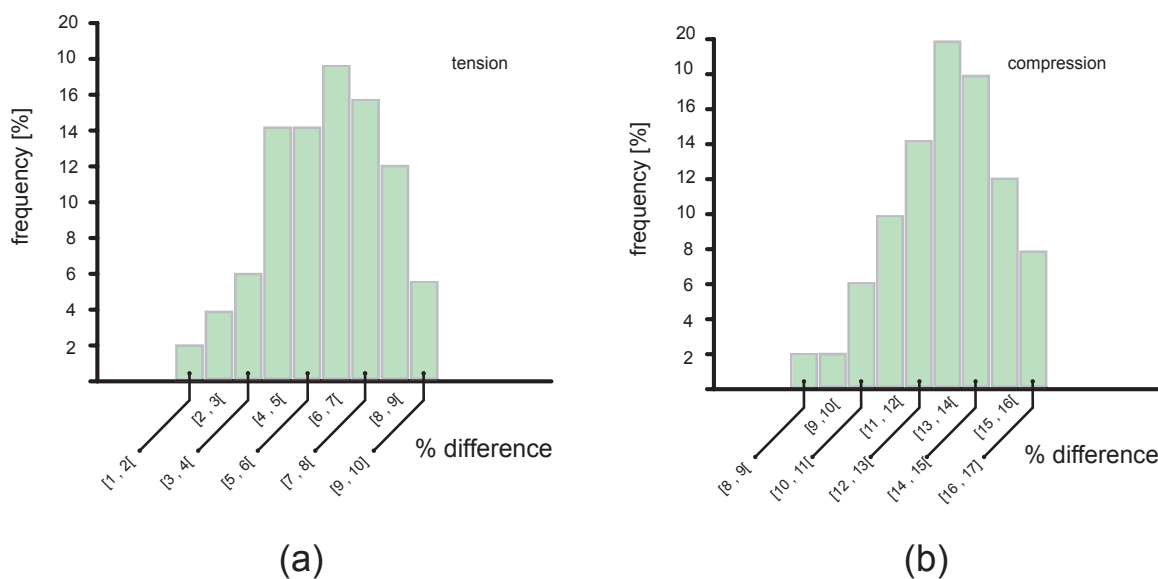 20
10
16
14
12
10
8
6
4
2
frequency [%]
tension
[1 , 2[
[2 , 3[
[3 , 4[
[4 , 5[
[5 , 6[
[6 , 7[
[7 , 8[
[8 , 9[
[9 , 10]
% difference
(a)
20
10
16
14
12
10
8
6
4
2
frequency [%]
compression
[8 , 9[
[9 , 10[
[10 , 11[
[11 , 12[
[12 , 13[
[13 , 14[
[14 , 15[
[15 , 16[
[16 , 17]
% difference
(b)